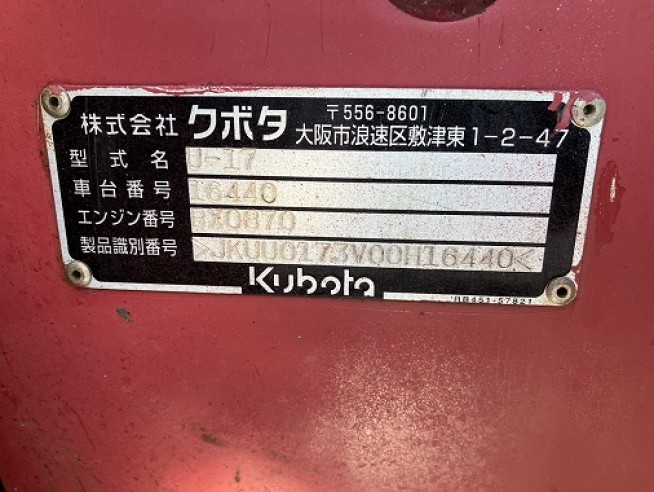 株式会社 クボタ 〒556-8601
大阪市浪速区敷津東1-2-47
型式名 U-17
車台番号 16440
エンジン番号 BX0870
製品識別番号 >JKUU0173V00H16440<
Kubota